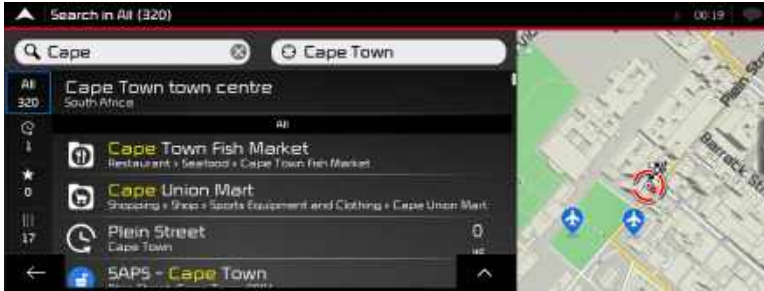 Search in All (320)
00:19
Cape
Cape Town
All
320
Cape Town town centre
South Africa
All
1
Cape Town Fish Market
Restaurant › Seafood › Cape Town Fish Market
0
Cape Union Mart
Shopping › Shop › Sports Equipment and Clothing › Cape Union Mart
17
Plein Street
0
Cape Town
SAPS - Cape Town
Plein St
Barrack St